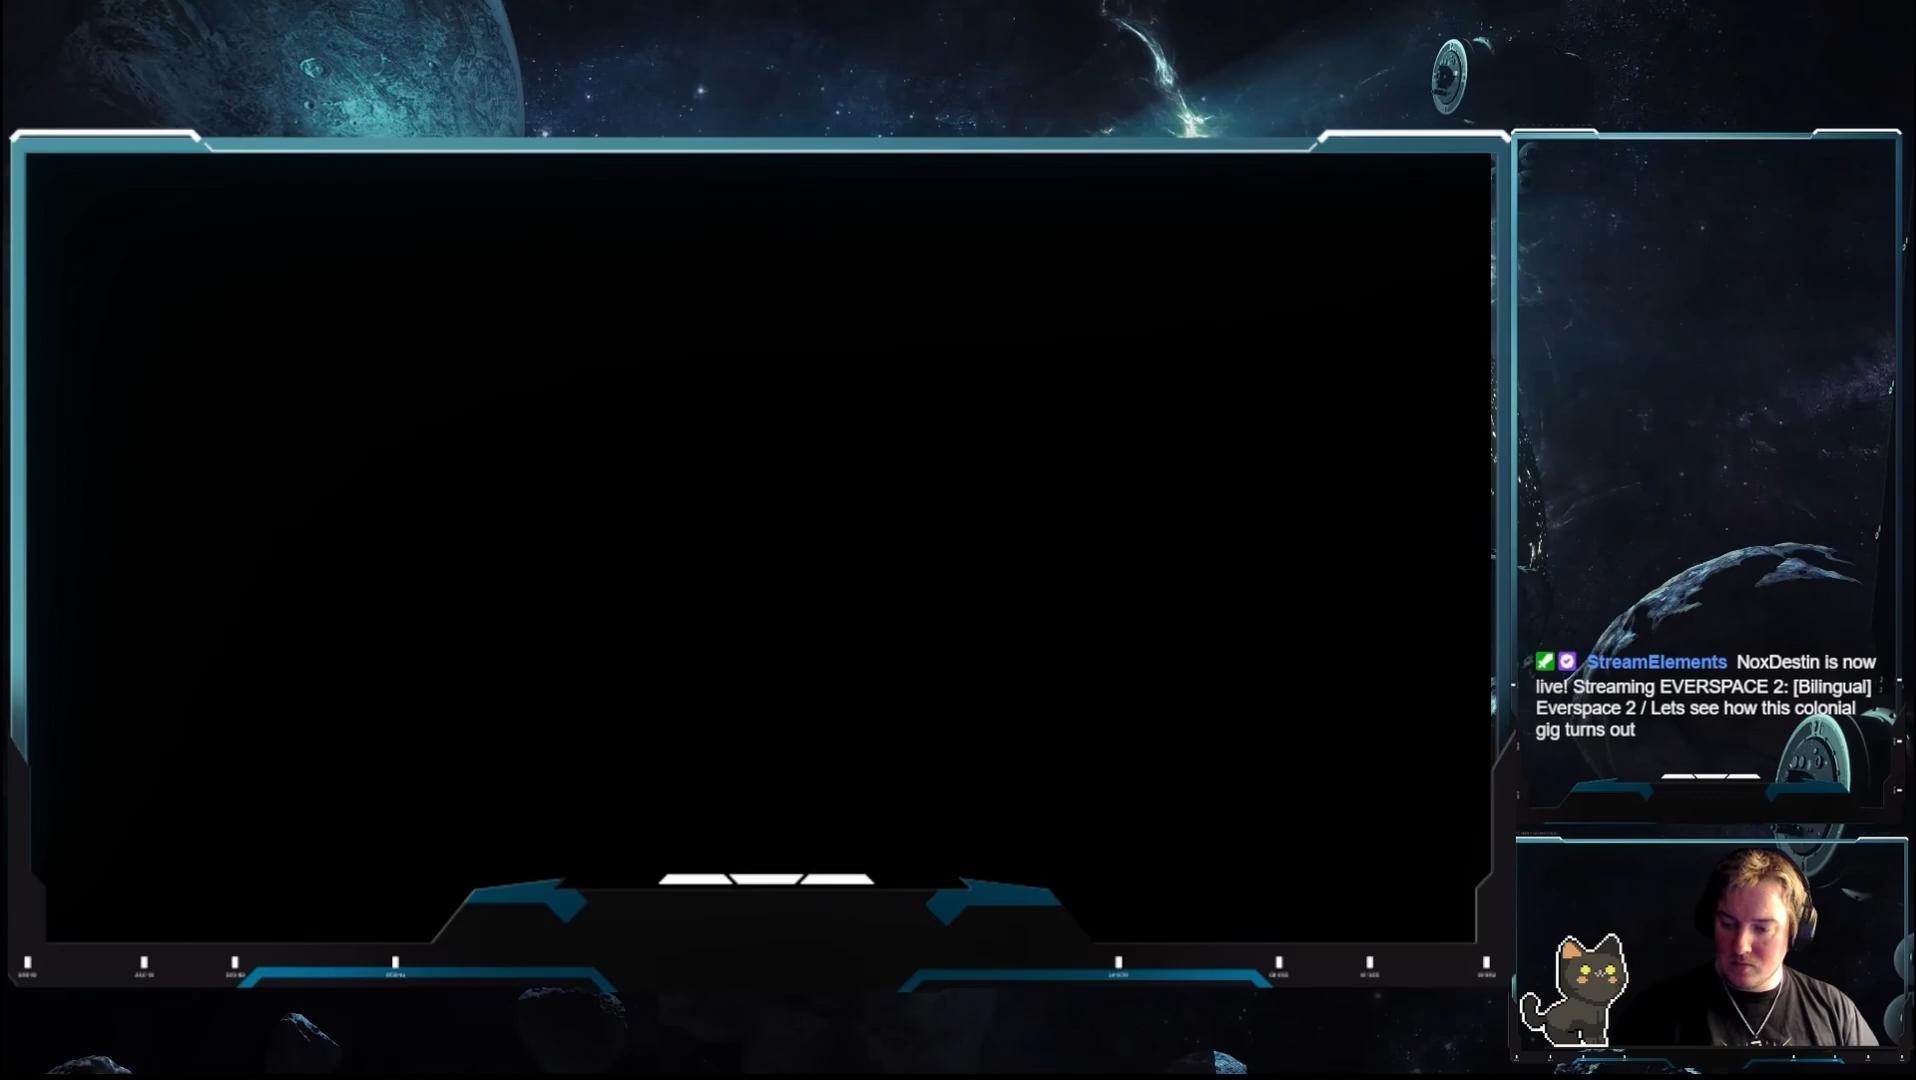 StreamElements NoxDestin is now
live! Streaming EVERSPACE 2: [Bilingual]
Everspace 2 / Lets see how this colonial
gig turns out